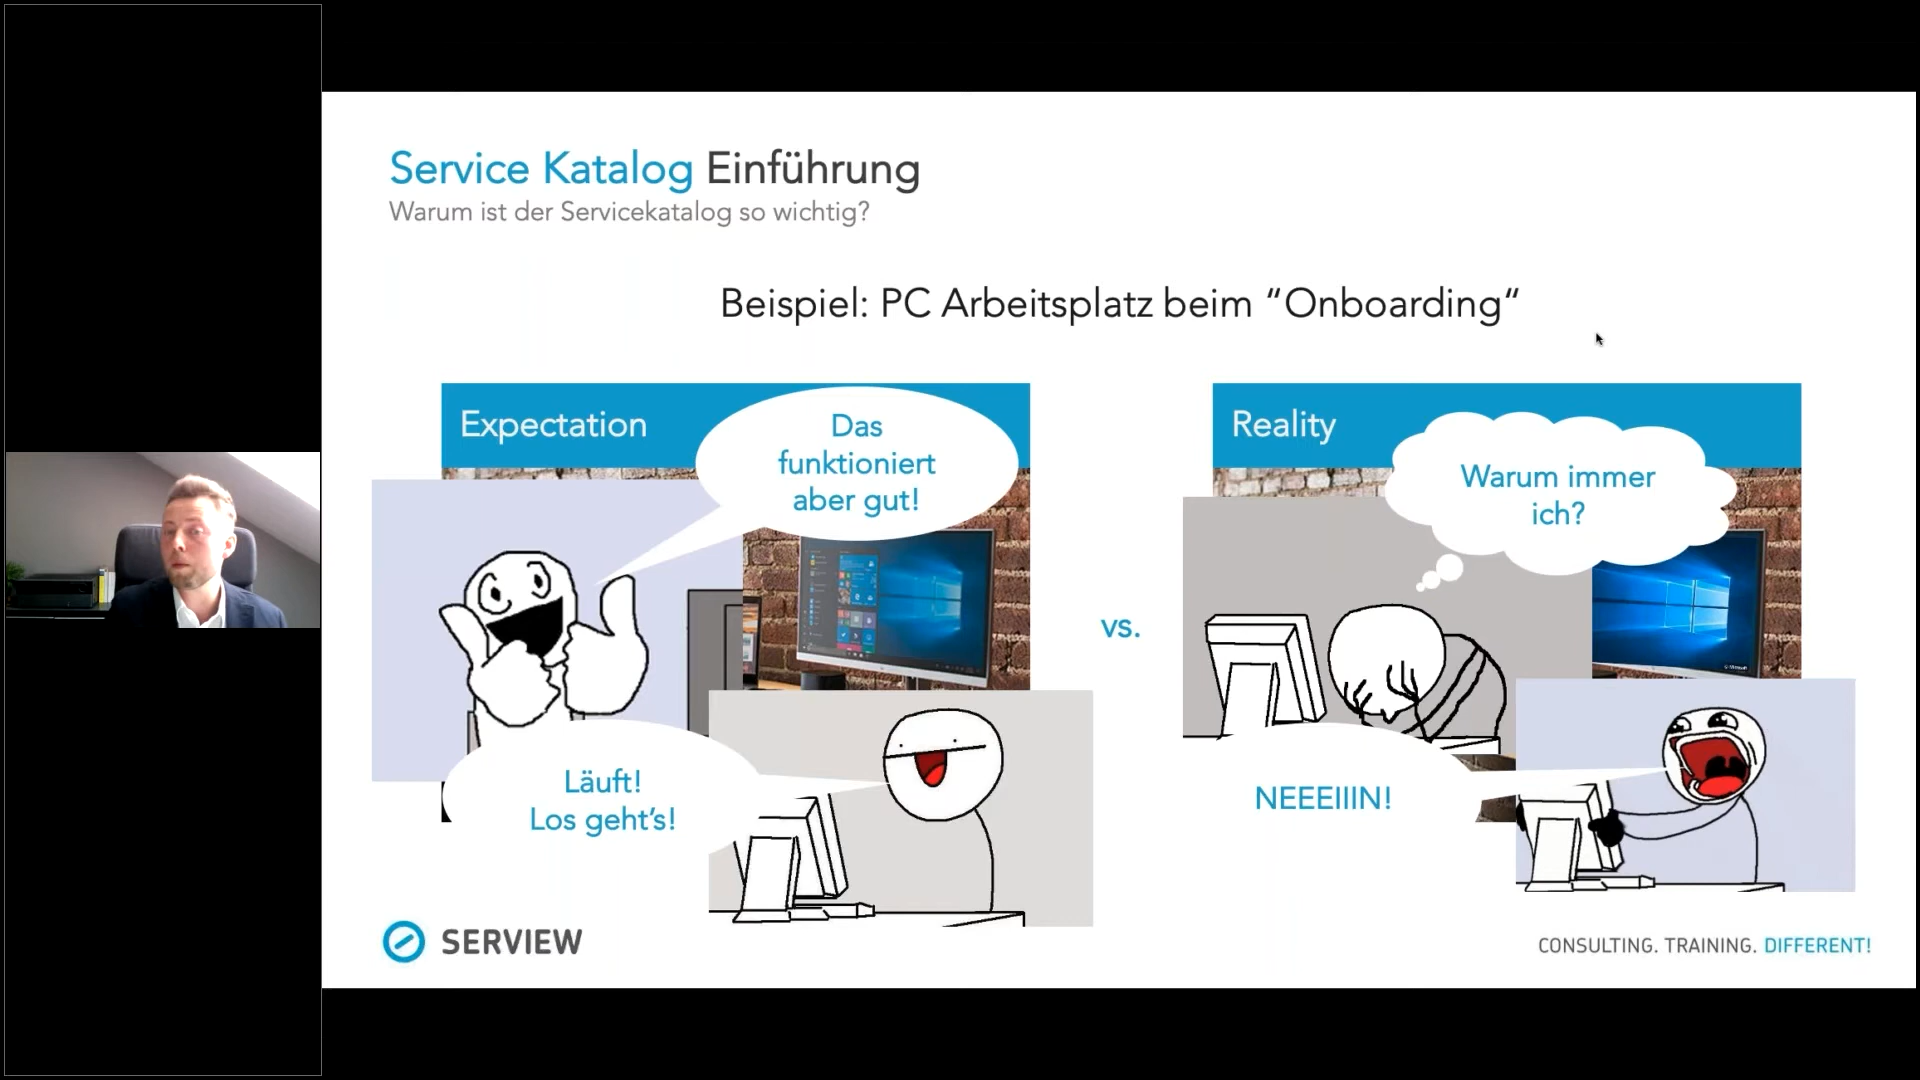 Service Katalog Einführung
Warum ist der Servicekatalog so wichtig?
Beispiel: PC Arbeitsplatz beim “Onboarding“
Expectation
Das
funktioniert
aber gut!
Läuft!
Los geht’s!
vs.
Reality
Warum immer
ich?
NEEEIIIN!
SERVIEW
CONSULTING. TRAINING. DIFFERENT!